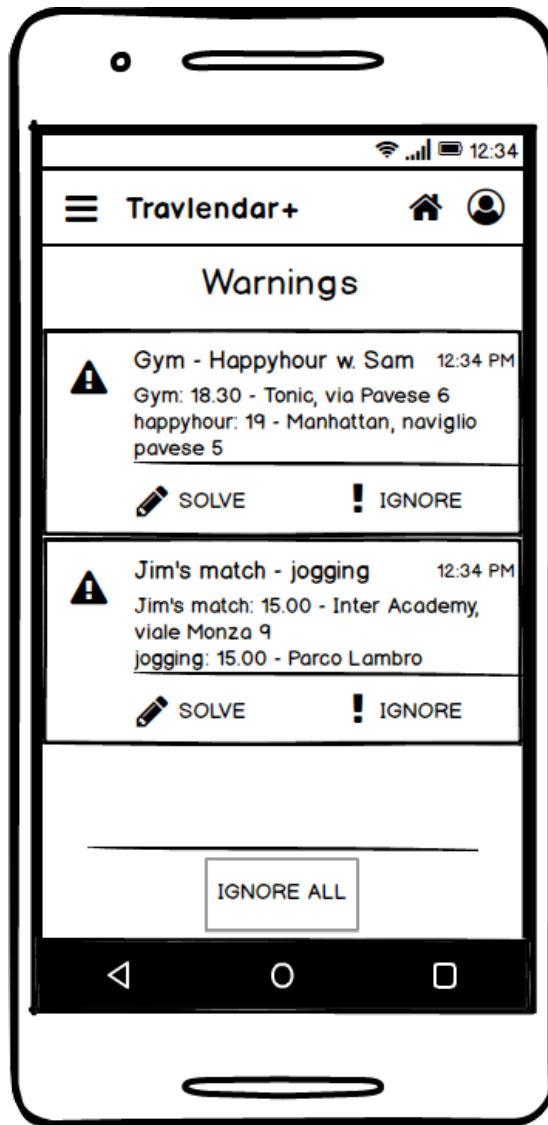 12:34
Travlendar+
Warnings
Gym - Happyhour w. Sam 12:34 PM
Gym: 18.30 - Tonic, via Pavese 6
happyhour: 19 - Manhattan, naviglio
pavese 5
SOLVE IGNORE
Jim's match - jogging 12:34 PM
Jim's match: 15.00 - Inter Academy,
viale Monza 9
jogging: 15.00 - Parco Lambro
SOLVE IGNORE
IGNORE ALL